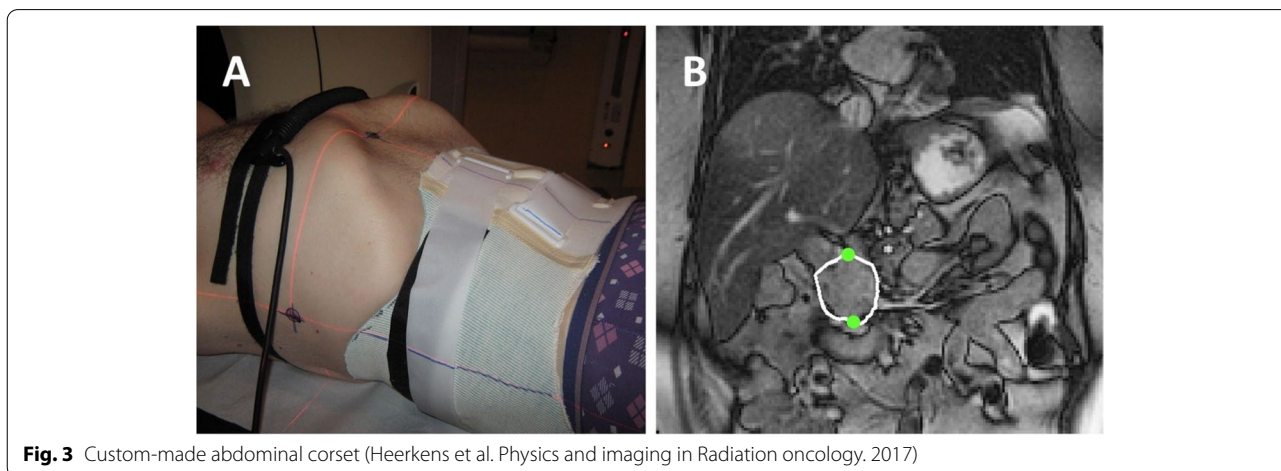 A
B
Fig. 3 Custom-made abdominal corset (Heerkens et al. Physics and imaging in Radiation oncology. 2017)